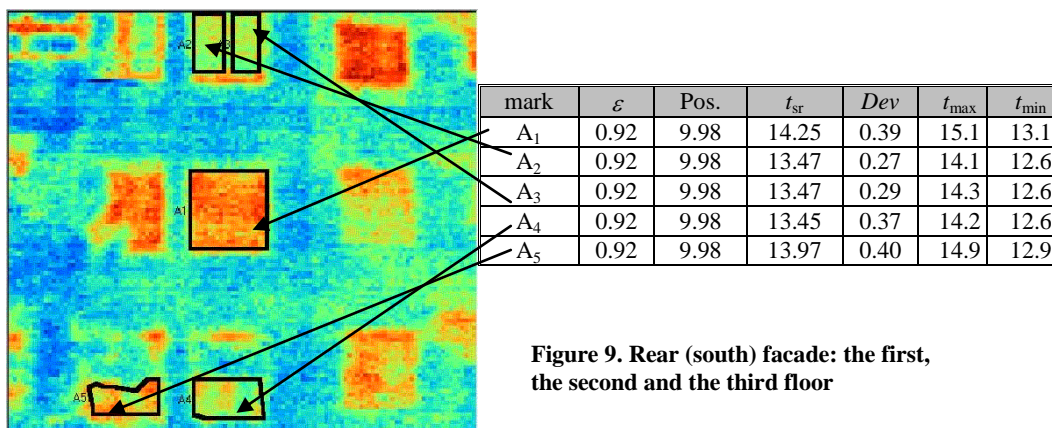 A2 A3
A1
A5 A4
mark ε Pos. tsr Dev tmax tmin
A1 0.92 9.98 14.25 0.39 15.1 13.1
A2 0.92 9.98 13.47 0.27 14.1 12.6
A3 0.92 9.98 13.47 0.29 14.3 12.6
A4 0.92 9.98 13.45 0.37 14.2 12.6
A5 0.92 9.98 13.97 0.40 14.9 12.9
Figure 9. Rear (south) facade: the first,
the second and the third floor